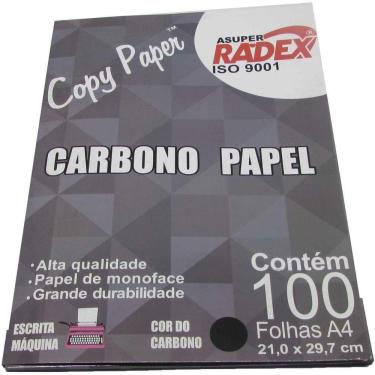 Copy Paper™
ASUPER
RADEX®
ISO 9001
CARBONO PAPEL
• Alta qualidade
• Papel de monoface
• Grande durabilidade
Contém
100
Folhas A4
21,0 x 29,7 cm
ESCRITA
MÁQUINA
COR DO
CARBONO